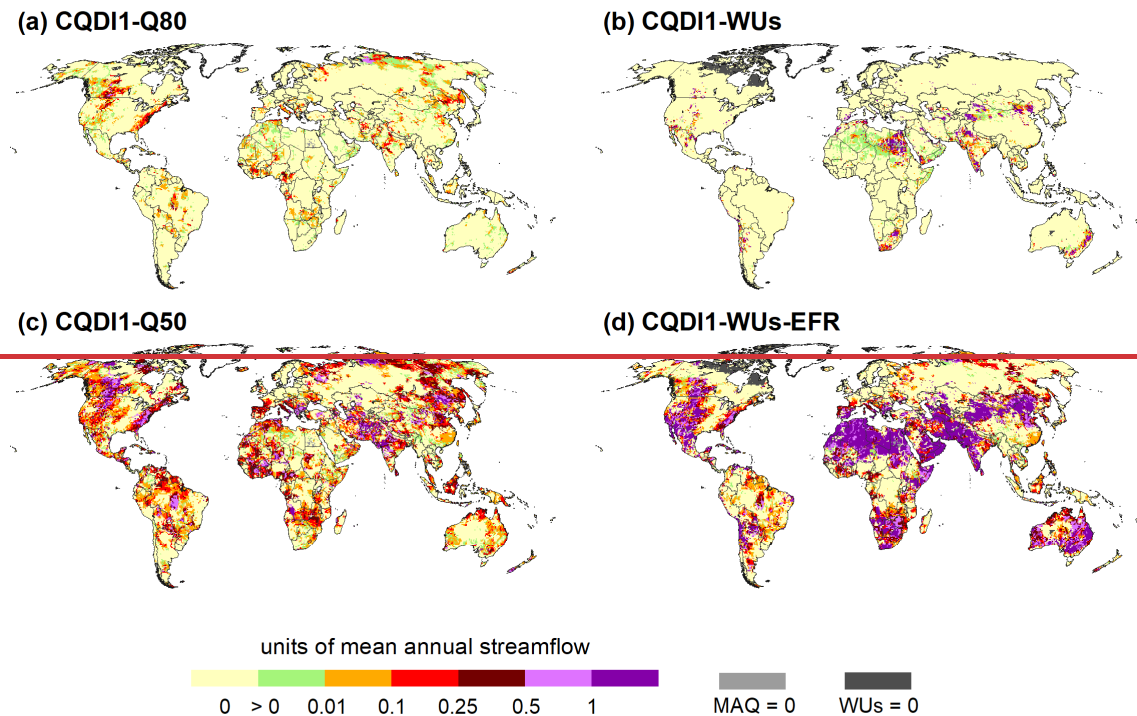 (a) CQDI1-Q80
(b) CQDI1-WUs
(c) CQDI1-Q50
(d) CQDI1-WUs-EFR
units of mean annual streamflow
0 > 0 0.01 0.1 0.25 0.5 1
MAQ = 0 WUs = 0